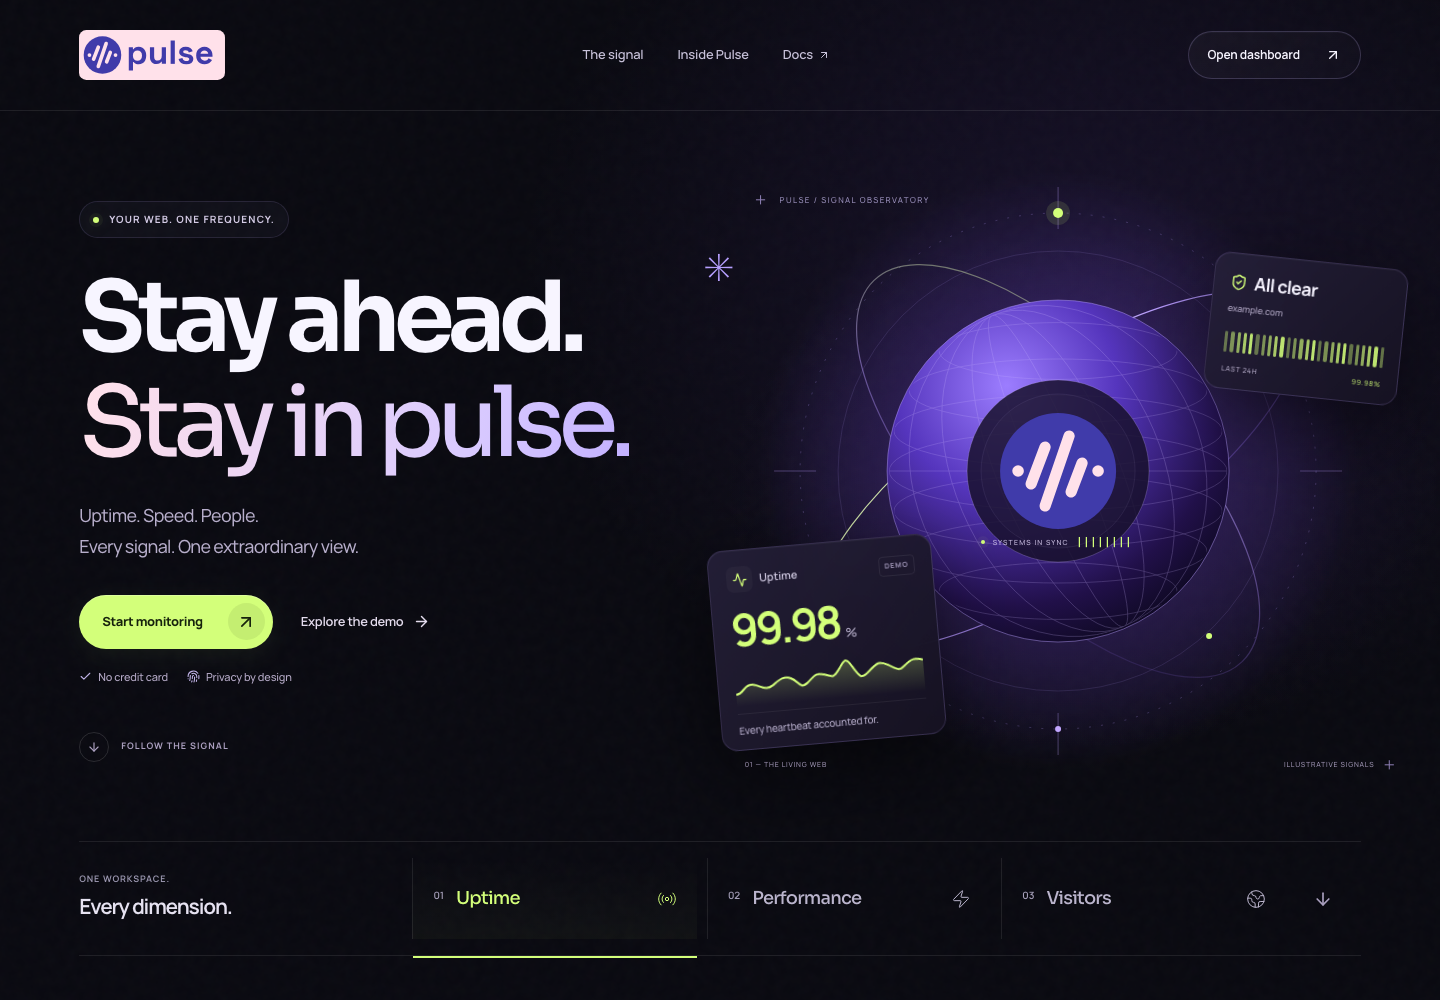 pulse
The signal
Inside Pulse
Docs
Open dashboard
YOUR WEB. ONE FREQUENCY.
Stay ahead.
Stay in pulse.
Uptime. Speed. People.
Every signal. One extraordinary view.
Start monitoring
Explore the demo
No credit card
Privacy by design
FOLLOW THE SIGNAL
PULSE / SIGNAL OBSERVATORY
All clear
example.com
LAST 24H
99.98%
SYSTEMS IN SYNC
Uptime
DEMO
99.98 %
Every heartbeat accounted for.
01 — THE LIVING WEB
ILLUSTRATIVE SIGNALS
ONE WORKSPACE.
Every dimension.
01 Uptime
02 Performance
03 Visitors